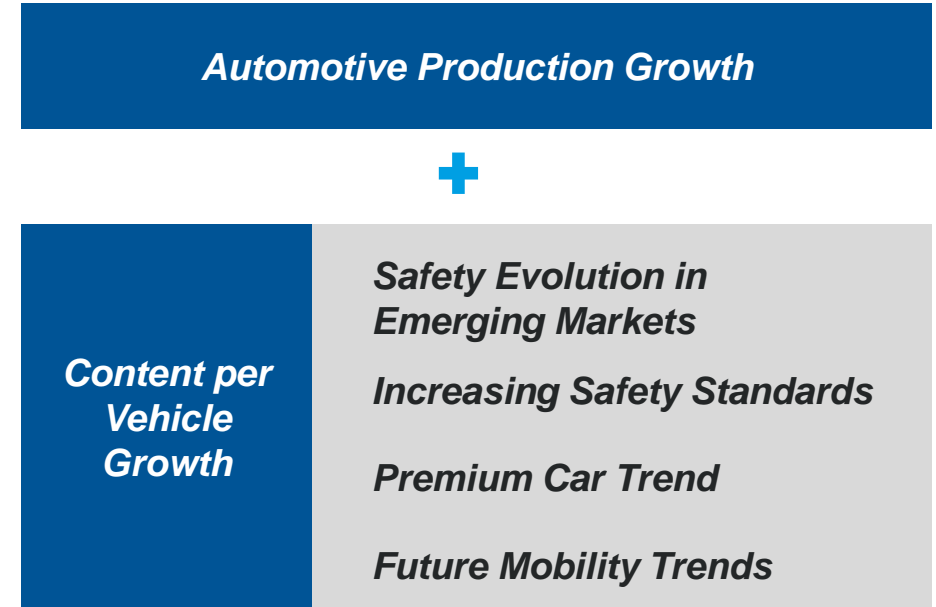 Automotive Production Growth
Content per
Vehicle
Growth
Safety Evolution in
Emerging Markets
Increasing Safety Standards
Premium Car Trend
Future Mobility Trends